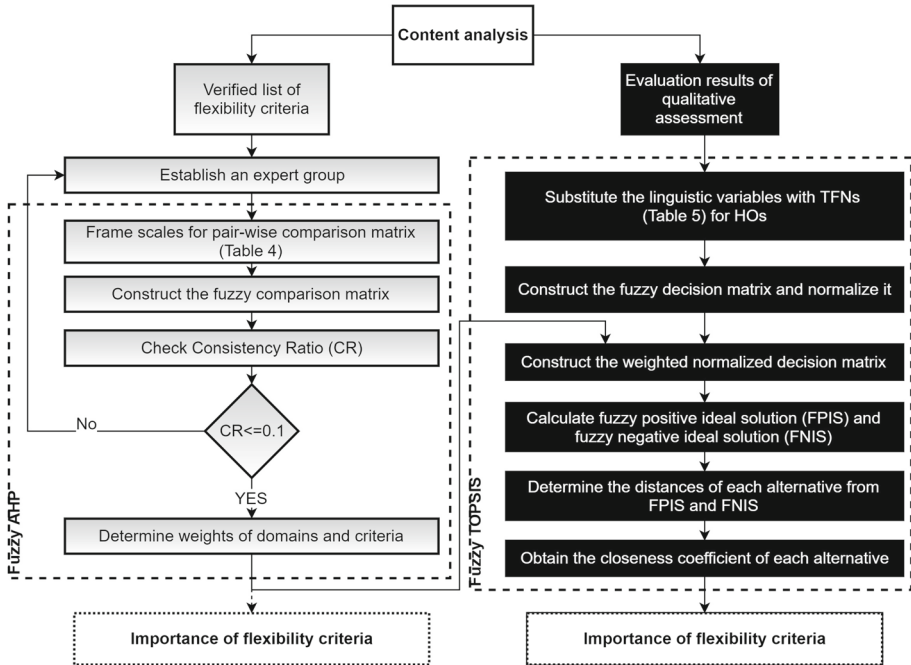 Content analysis
Verified list of
flexibility criteria
Establish an expert group
Frame scales for pair-wise comparison matrix
(Table 4)
Construct the fuzzy comparison matrix
Check Consistency Ratio (CR)
CR<=0.1
No
YES
Determine weights of domains and criteria
Fuzzy AHP
Importance of flexibility criteria
Evaluation results of
qualitative
assessment
Substitute the linguistic variables with TFNs
(Table 5) for HOs
Construct the fuzzy decision matrix and normalize it
Construct the weighted normalized decision matrix
Calculate fuzzy positive ideal solution (FPIS) and
fuzzy negative ideal solution (FNIS)
Determine the distances of each alternative from
FPIS and FNIS
Obtain the closeness coefficient of each alternative
Fuzzy TOPSIS
Importance of flexibility criteria